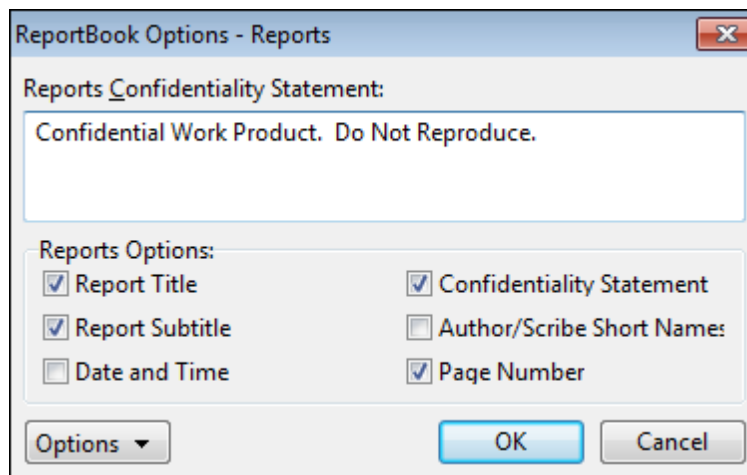 ReportBook Options - Reports
Reports Confidentiality Statement:
Confidential Work Product.  Do Not Reproduce.
Reports Options:
Report Title
Confidentiality Statement
Report Subtitle
Author/Scribe Short Names
Date and Time
Page Number
Options
OK
Cancel